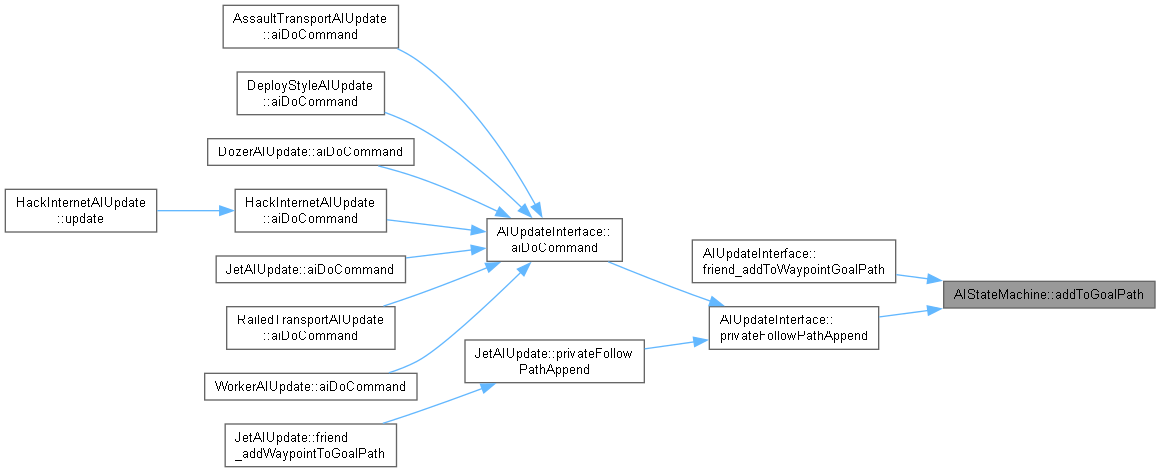 AssaultTransportAIUpdate
::aiDoCommand
DeployStyleAIUpdate
::aiDoCommand
DozerAIUpdate::aiDoCommand
HackInternetAIUpdate
::update
HackInternetAIUpdate
::aiDoCommand
AIUpdateInterface::
aiDoCommand
JetAIUpdate::aiDoCommand
AIUpdateInterface::
friend_addToWaypointGoalPath
AIStateMachine::addToGoalPath
RailedTransportAIUpdate
::aiDoCommand
AIUpdateInterface::
privateFollowPathAppend
JetAIUpdate::privateFollow
PathAppend
WorkerAIUpdate::aiDoCommand
JetAIUpdate::friend
_addWaypointToGoalPath